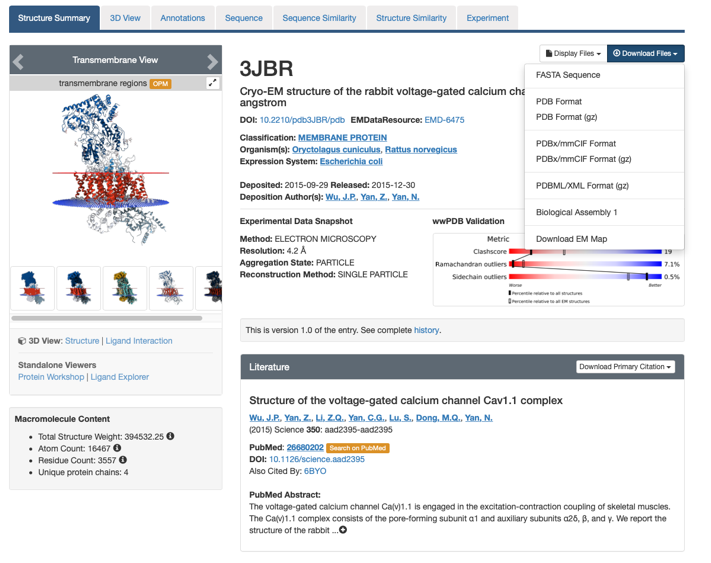 Structure Summary
3D View
Annotations
Sequence
Sequence Similarity
Structure Similarity
Experiment
Transmembrane View
transmembrane regions OPM
3D View: Structure | Ligand Interaction
Standalone Viewers
Protein Workshop | Ligand Explorer
Macromolecule Content
• Total Structure Weight: 394532.25
• Atom Count: 16467
• Residue Count: 3557
• Unique protein chains: 4
Display Files
Download Files
FASTA Sequence
PDB Format
PDB Format (gz)
PDBx/mmCIF Format
PDBx/mmCIF Format (gz)
PDBML/XML Format (gz)
Biological Assembly 1
Download EM Map
3JBR
Cryo-EM structure of the rabbit voltage-gated calcium cha
angstrom
DOI: 10.2210/pdb3JBR/pdb EMDataResource: EMD-6475
Classification: MEMBRANE PROTEIN
Organism(s): Oryctolagus cuniculus, Rattus norvegicus
Expression System: Escherichia coli
Deposited: 2015-09-29 Released: 2015-12-30
Deposition Author(s): Wu, J.P., Yan, Z., Yan, N.
Experimental Data Snapshot
Method: ELECTRON MICROSCOPY
Resolution: 4.2 Å
Aggregation State: PARTICLE
Reconstruction Method: SINGLE PARTICLE
wwPDB Validation
Metric
Clashscore 19
Ramachandran outliers 7.1%
Sidechain outliers 0.5%
Worse Better
Percentile relative to all structures
Percentile relative to all EM structures
This is version 1.0 of the entry. See complete history.
Literature
Download Primary Citation
Structure of the voltage-gated calcium channel Cav1.1 complex
Wu, J.P., Yan, Z., Li, Z.Q., Yan, C.G., Lu, S., Dong, M.Q., Yan, N.
(2015) Science 350: aad2395-aad2395
PubMed: 26680202 Search on PubMed
DOI: 10.1126/science.aad2395
Also Cited By: 6BYO
PubMed Abstract:
The voltage-gated calcium channel Ca(v)1.1 is engaged in the excitation-contraction coupling of skeletal muscles.
The Ca(v)1.1 complex consists of the pore-forming subunit α1 and auxiliary subunits α2δ, β, and γ. We report the
structure of the rabbit ...